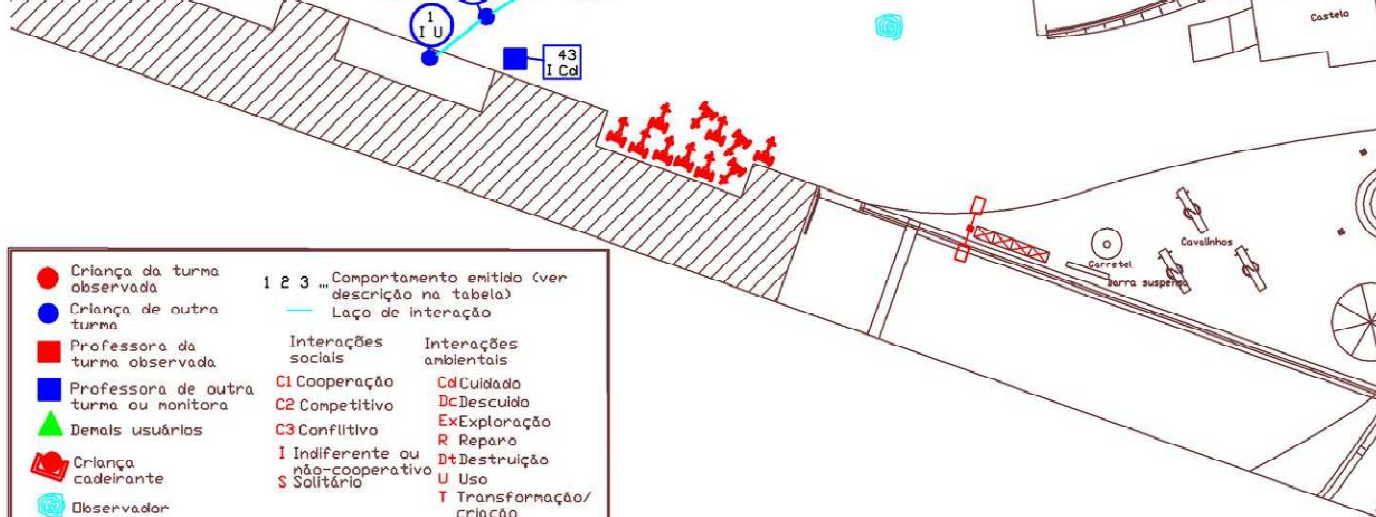 1
I U
43
I Cd
Castelo
Cavalinhos
Carretel
Barra suspensa
Criança da turma
observada
Criança de outra
turma
Professora da
turma observada
Professora de outra
turma ou monitora
Demais usuários
Criança
cadeirante
Observador
1 2 3 ... Comportamento emitido (ver
descrição na tabela)
Laço de interação
Interações
sociais
C1 Cooperação
C2 Competitivo
C3 Conflitivo
I Indiferente ou
não-cooperativo
S Solitário
Interações
ambientais
Cd Cuidado
Dc Descuido
Ex Exploração
R Reparo
Dt Destruição
U Uso
T Transformação/
criação